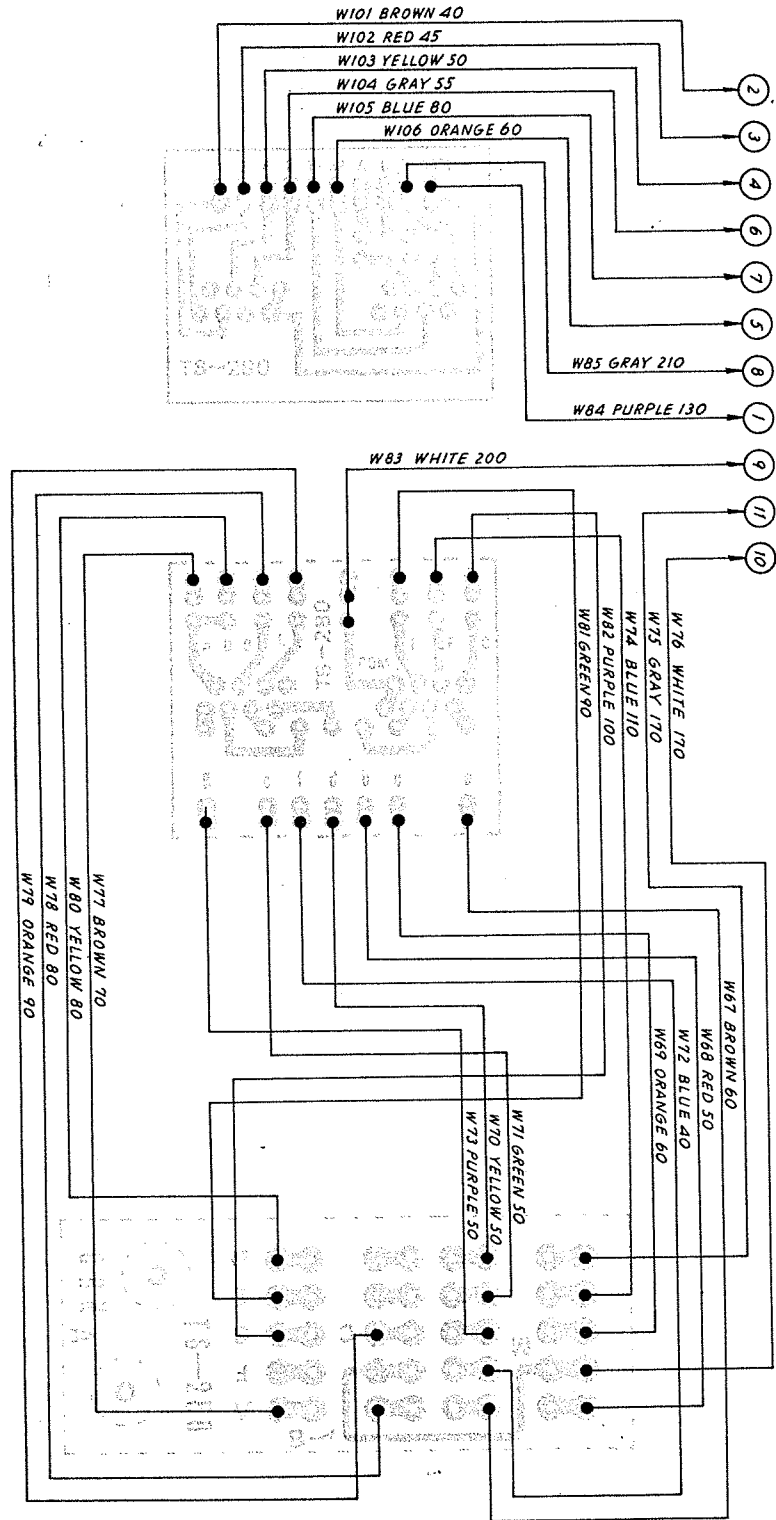 W101 BROWN 40
W102 RED 45
W103 YELLOW 50
W104 GRAY 55
W105 BLUE 80
W106 ORANGE 60
2
3
4
6
7
5
8
1
9
11
10
TS-280
W85 GRAY 210
W84 PURPLE 130
W83 WHITE 200
TS-280
W81 GREEN 90
W82 PURPLE 100
W74 BLUE 110
W75 GRAY 170
W76 WHITE 170
W79 ORANGE 90
W78 RED 80
W80 YELLOW 80
W77 BROWN 70
W73 PURPLE 50
W70 YELLOW 50
W71 GREEN 50
W69 ORANGE 60
W72 BLUE 40
W68 RED 50
W67 BROWN 60